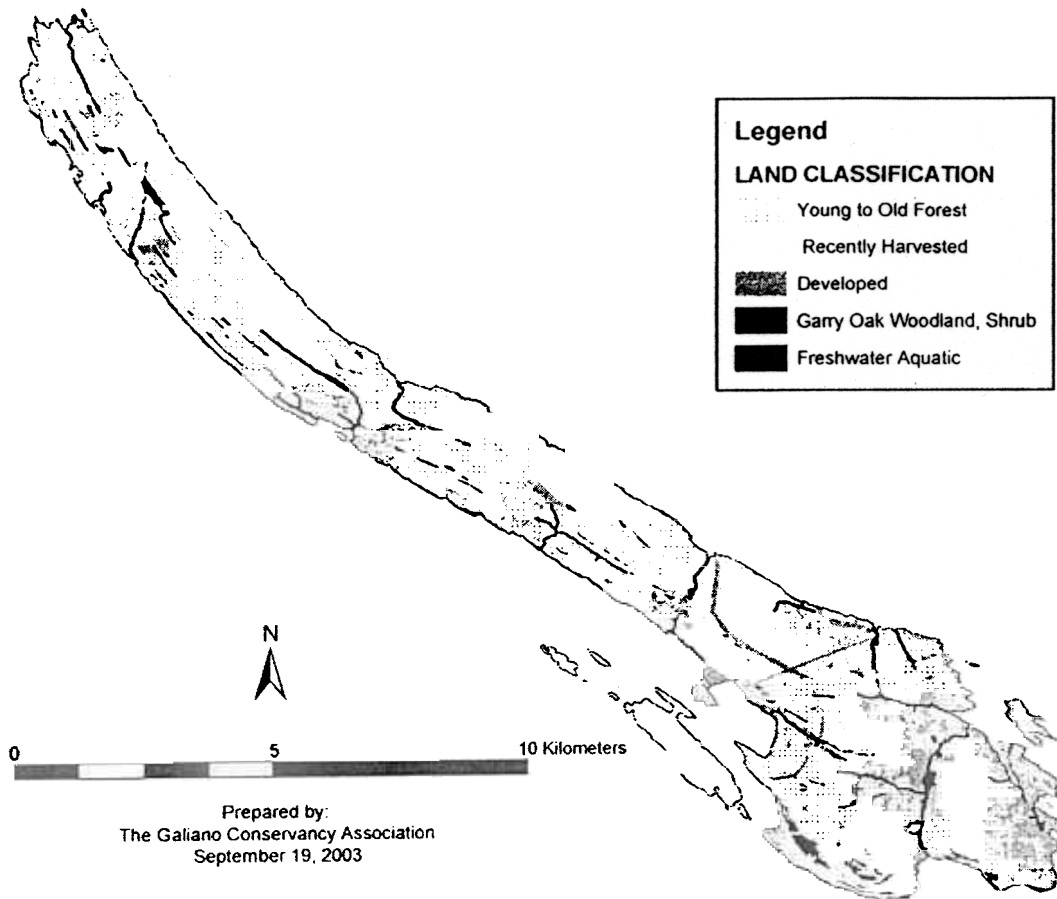 Legend
LAND CLASSIFICATION
Young to Old Forest
Recently Harvested
Developed
Garry Oak Woodland, Shrub
Freshwater Aquatic
N
0 5 10 Kilometers
Prepared by:
The Galiano Conservancy Association
September 19, 2003